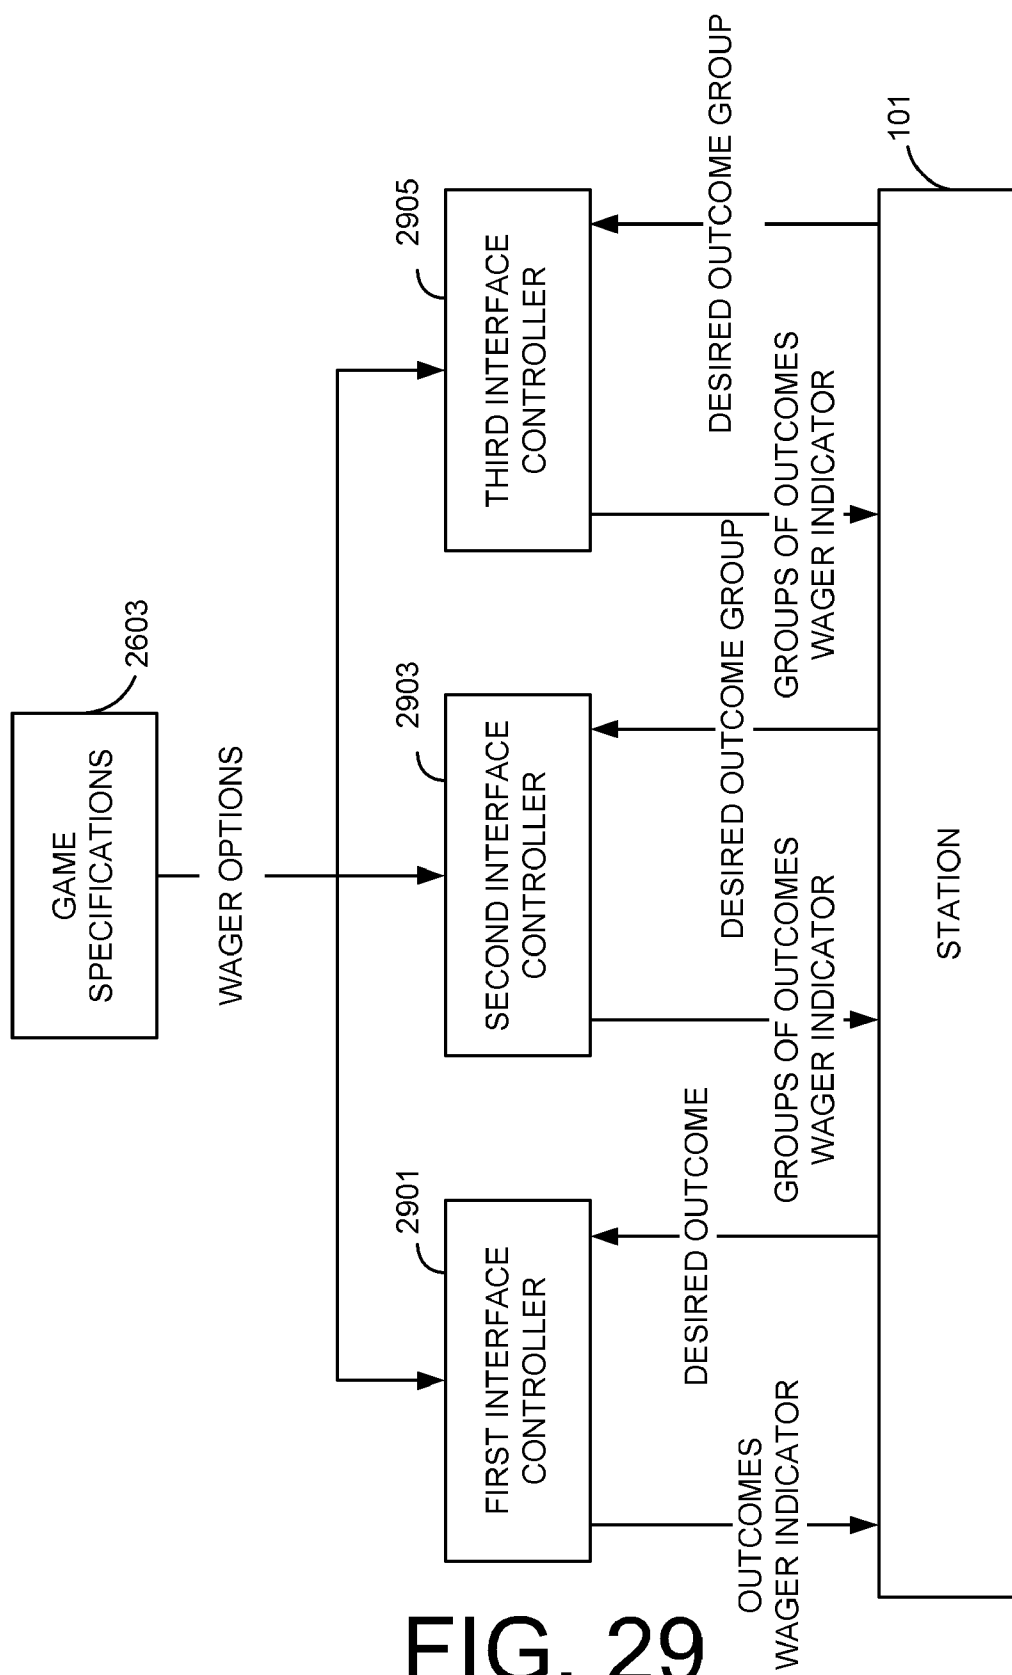 GAME
SPECIFICATIONS
2603
WAGER OPTIONS
2901
2903
2905
FIRST INTERFACE
CONTROLLER
SECOND INTERFACE
CONTROLLER
THIRD INTERFACE
CONTROLLER
OUTCOMES
WAGER INDICATOR
DESIRED OUTCOME
GROUPS OF OUTCOMES
WAGER INDICATOR
DESIRED OUTCOME GROUP
GROUPS OF OUTCOMES
WAGER INDICATOR
DESIRED OUTCOME GROUP
101
STATION
FIG. 29